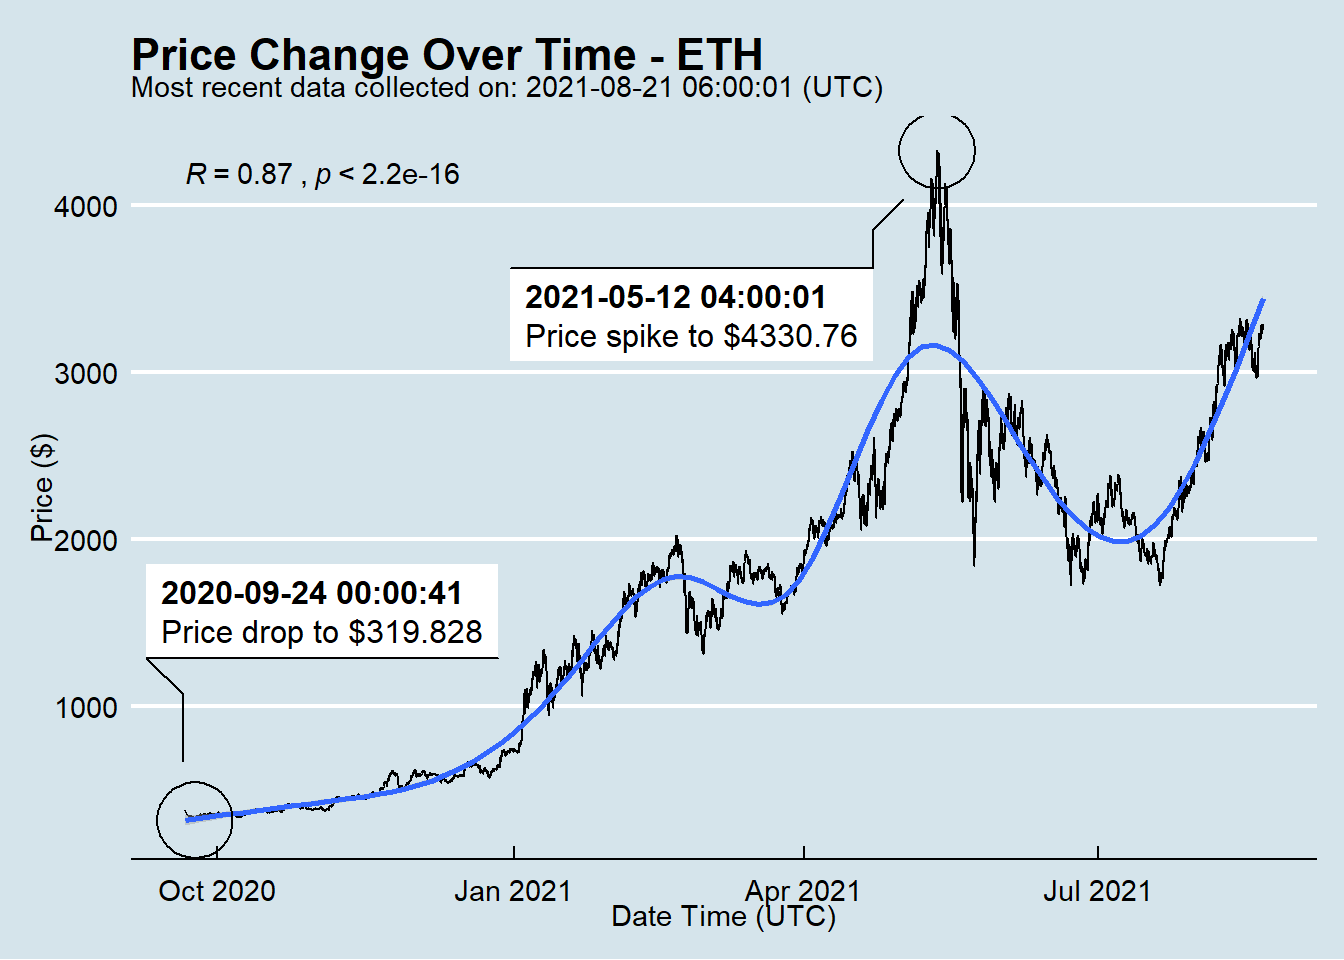 Price Change Over Time - ETH
Most recent data collected on: 2021-08-21 06:00:01 (UTC)
R = 0.87 , p < 2.2e-16
4000
2021-05-12 04:00:01
Price spike to $4330.76
3000
Price ($)
2000
2020-09-24 00:00:41
Price drop to $319.828
1000
Oct 2020 Jan 2021 Apr 2021 Jul 2021
Date Time (UTC)